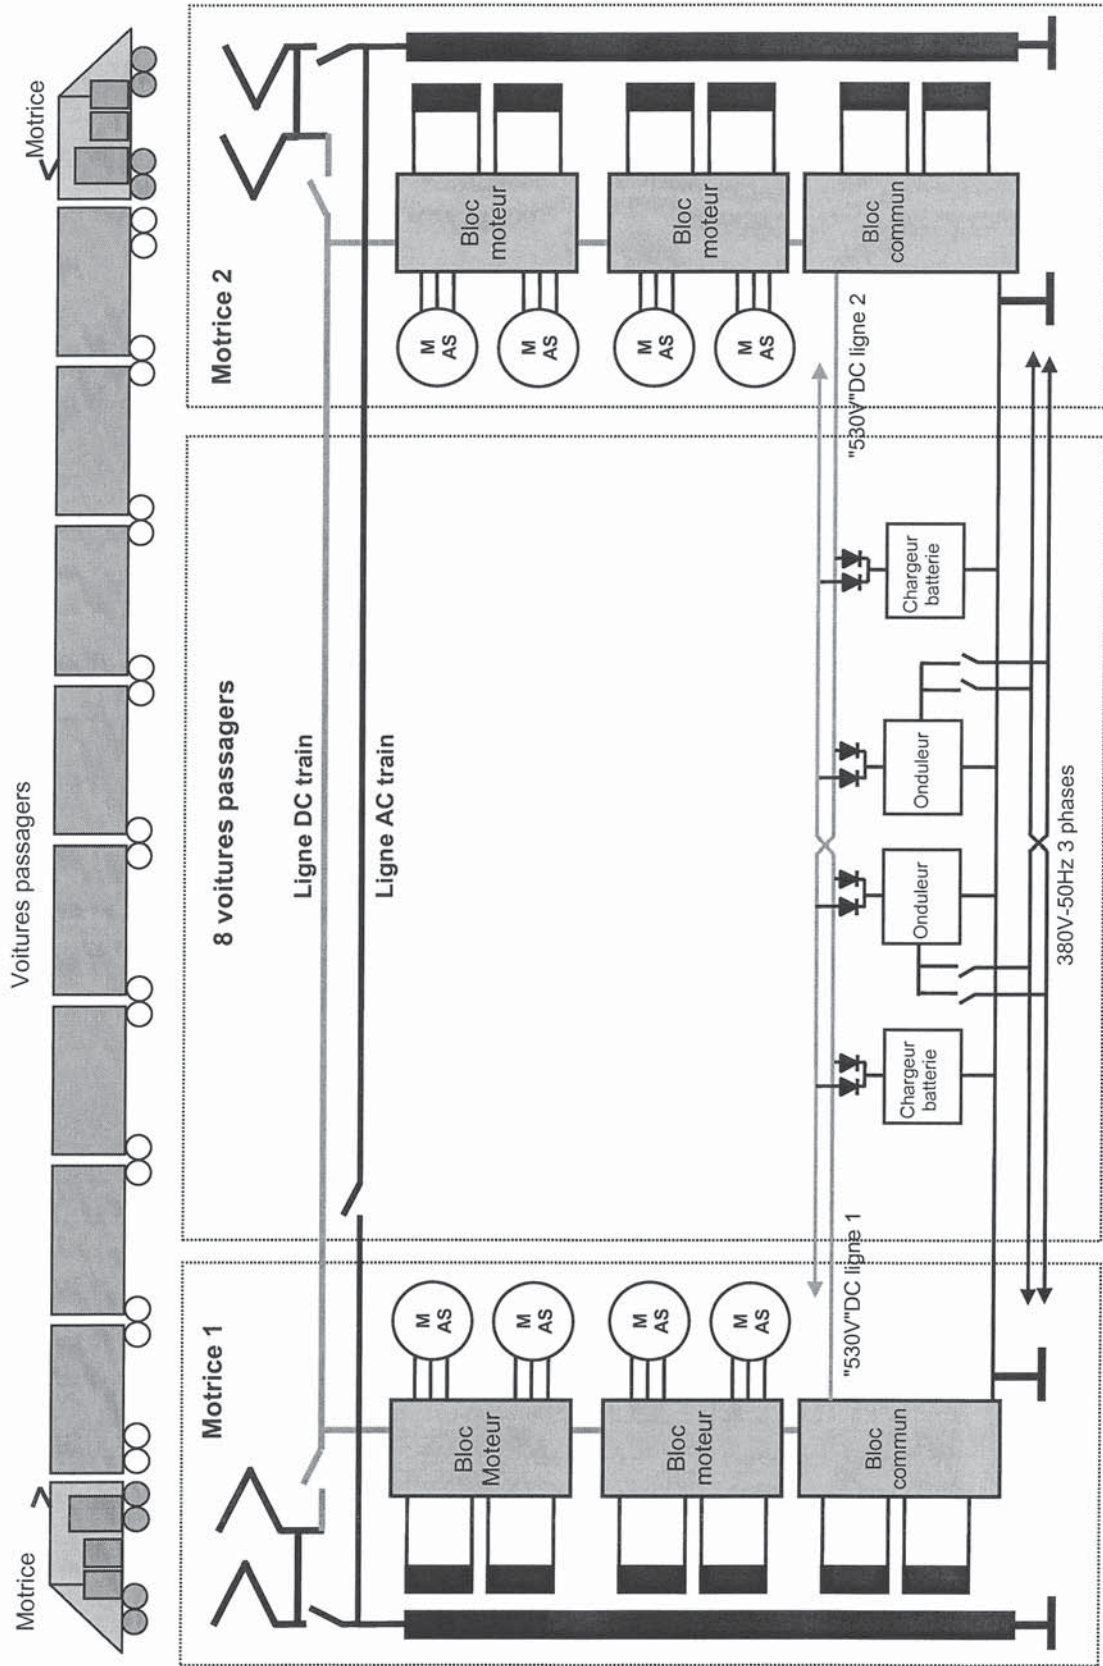 Voitures passagers
Motrice
Motrice
Motrice 1
8 voitures passagers
Motrice 2
Ligne DC train
Ligne AC train
Bloc
Moteur
M
AS
M
AS
Bloc
moteur
M
AS
M
AS
Bloc
commun
Bloc
moteur
M
AS
M
AS
Bloc
moteur
M
AS
M
AS
Bloc
commun
"530V"DC ligne 1
"530V"DC ligne 2
Chargeur
batterie
Onduleur
Onduleur
Chargeur
batterie
380V-50Hz 3 phases